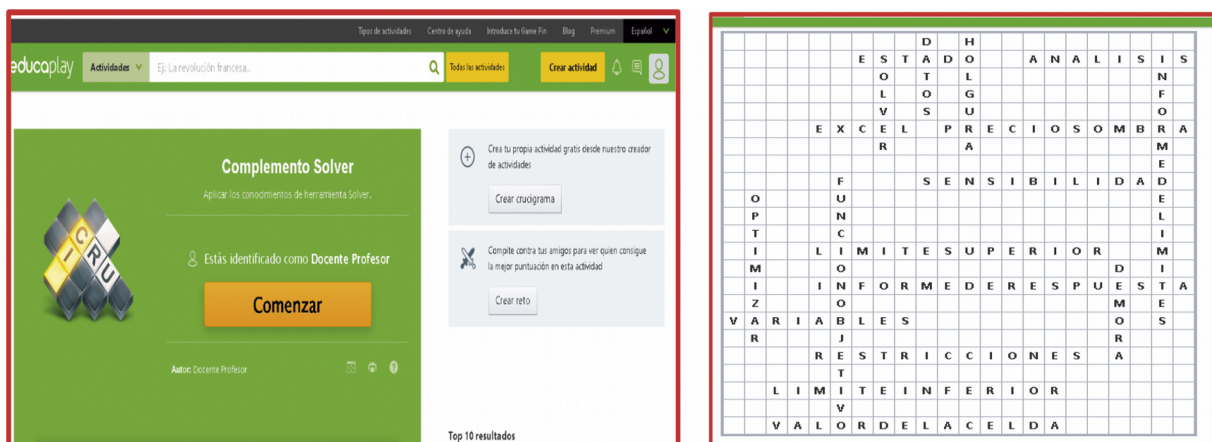 Tipos de actividades Centro de ayuda Introduce tu Game Pin Blog Premium Español
educaplay Actividades Ej: La revolución francesa... Todas las actividades Crear actividad
Complemento Solver
Aplicar los conocimientos de herramienta Solver.
CRU
I
Estás identificado como Docente Profesor
Comenzar
Autor: Docente Profesor
Crea tu propia actividad gratis desde nuestro creador
de actividades
Crear crucigrama
Compite contra tus amigos para ver quien consigue
la mejor puntuación en esta actividad
Crear reto
Top 10 resultados
D H
E S T A D O A N A L I S I S
O T L N
L O G F
V S U O
E X C E L P R E C I O S O M B R A
R A M
E
F S E N S I B I L I D A D
O U E
P N L
T C I
I L I M I T E S U P E R I O R M
M O D I
I I N F O R M E D E R E S P U E S T A
Z O M E
V A R I A B L E S O S
R J R
R E S T R I C C I O N E S A
T
L I M I T E I N F E R I O R
V
V A L O R D E L A C E L D A